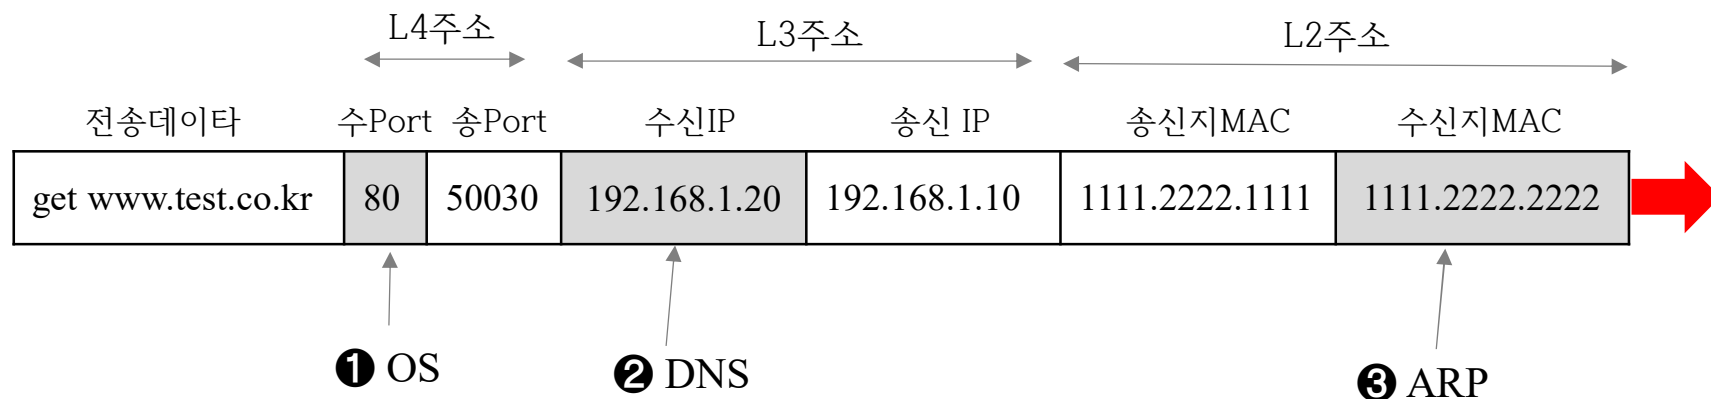 L4주소 L3주소 L2주소
전송데이타 수Port 송Port 수신IP 송신 IP 송신지MAC 수신지MAC
get www.test.co.kr 80 50030 192.168.1.20 192.168.1.10 1111.2222.1111 1111.2222.2222
❶ OS ❷ DNS ❸ ARP